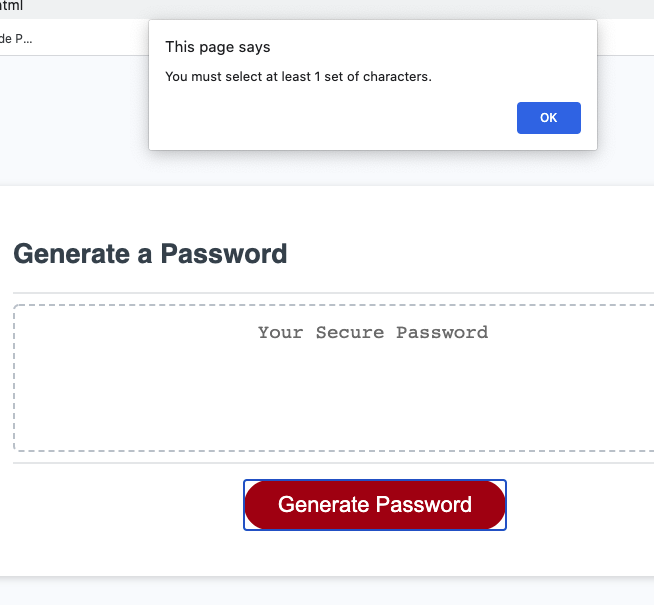 html
de P...
This page says
You must select at least 1 set of characters.
OK
Generate a Password
Your Secure Password
Generate Password